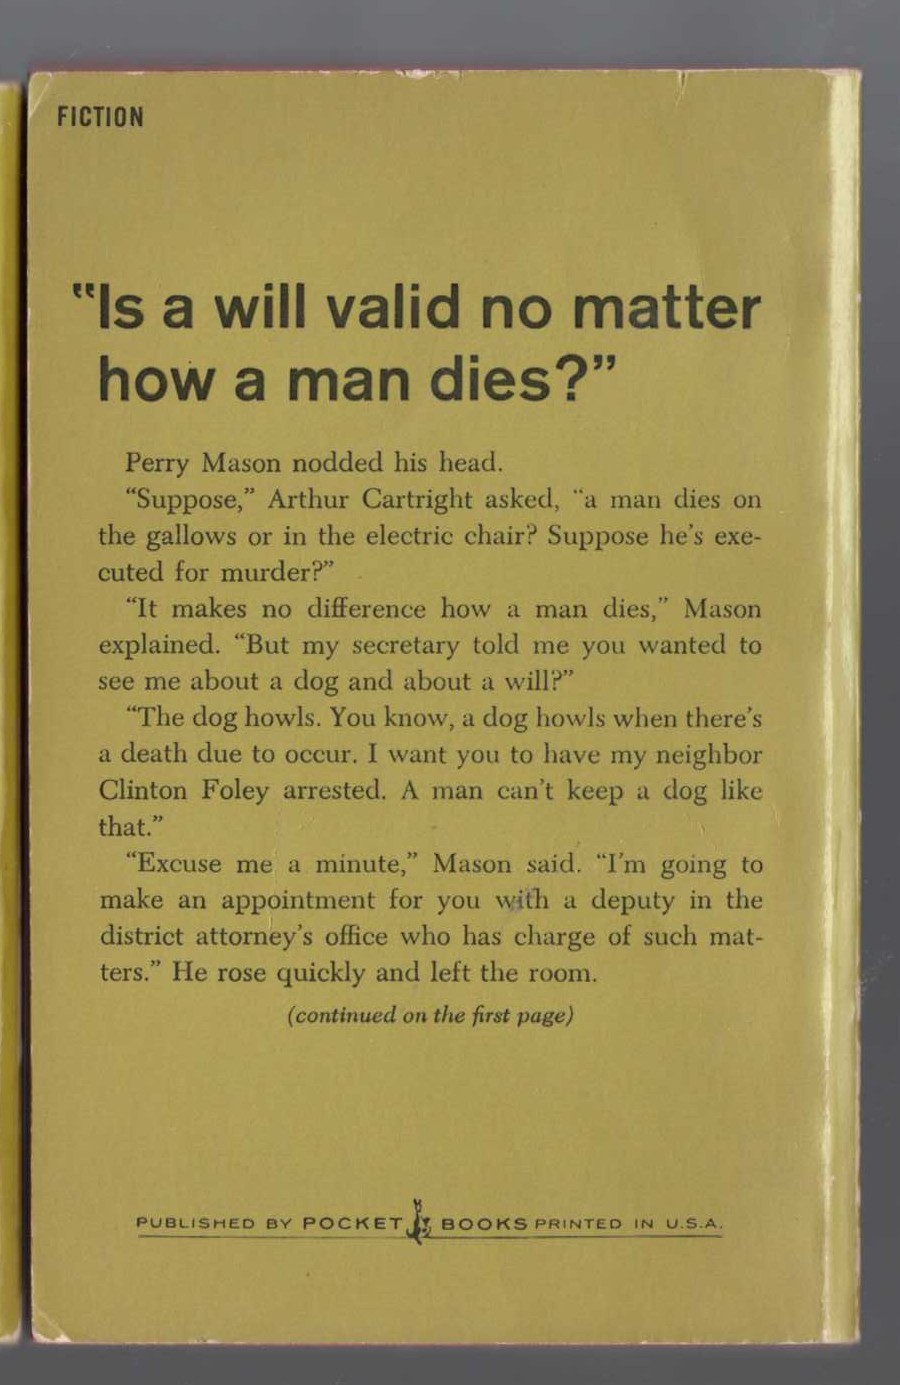 FICTION
"Is a will valid no matter
how a man dies?"
Perry Mason nodded his head.
"Suppose," Arthur Cartright asked, "a man dies on
the gallows or in the electric chair? Suppose he's exe-
cuted for murder?"
"It makes no difference how a man dies," Mason
explained. "But my secretary told me you wanted to
see me about a dog and about a will?"
"The dog howls. You know, a dog howls when there's
a death due to occur. I want you to have my neighbor
Clinton Foley arrested. A man can't keep a dog like
that."
"Excuse me a minute," Mason said. "I'm going to
make an appointment for you with a deputy in the
district attorney's office who has charge of such mat-
ters." He rose quickly and left the room.
(continued on the first page)
PUBLISHED BY POCKET BOOKS PRINTED IN U.S.A.